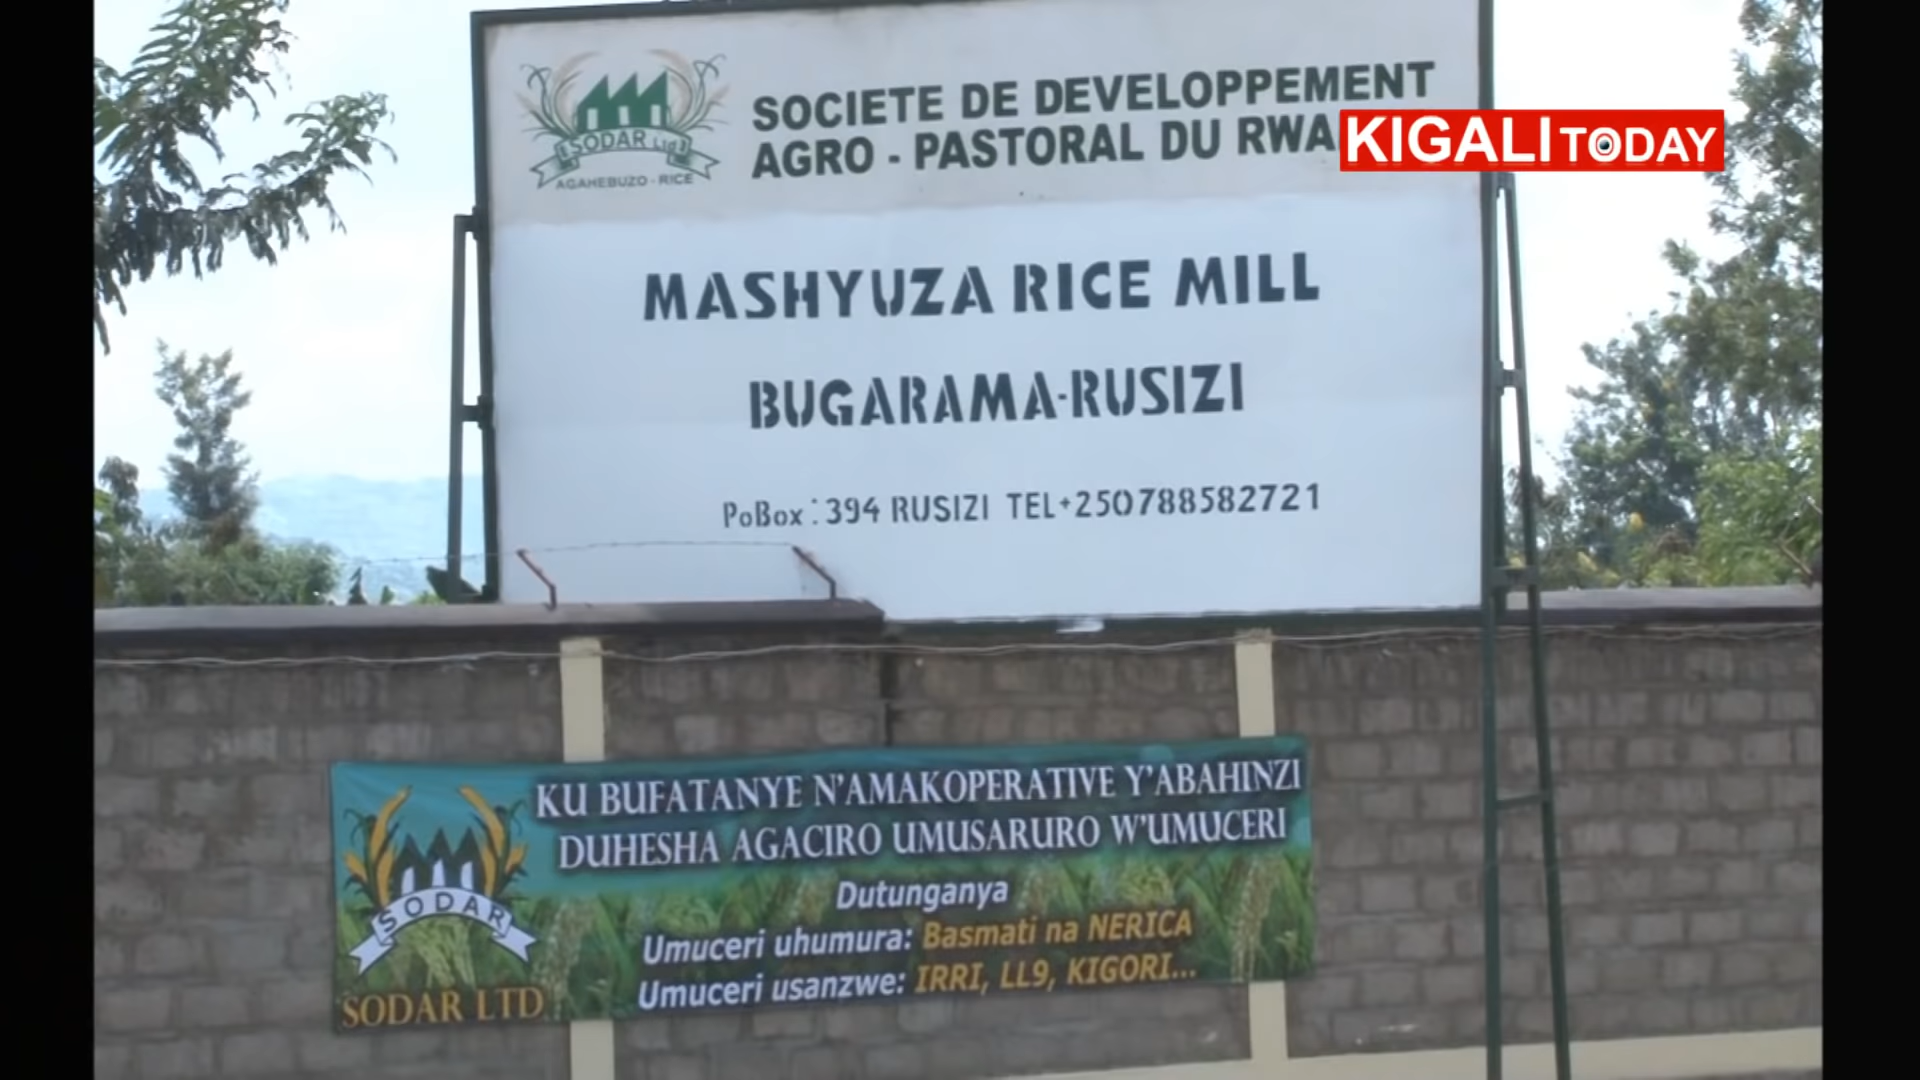 SOCIETE DE DEVELOPPEMENT
AGRO - PASTORAL DU RWA
KIGALI TODAY
SODAR Ltd
AGAHEBUZO - RICE
MASHYUZA RICE MILL
BUGARAMA-RUSIZI
PoBox : 394 RUSIZI TEL+250788582721
KU BUFATANYE N'AMAKOPERATIVE Y'ABAHINZI
DUHESHA AGACIRO UMUSARURO W'UMUCERI
Dutunganya
Umuceri uhumura: Basmati na NERICA
Umuceri usanzwe: IRRI, LL9, KIGORI...
SODAR
SODAR LTD